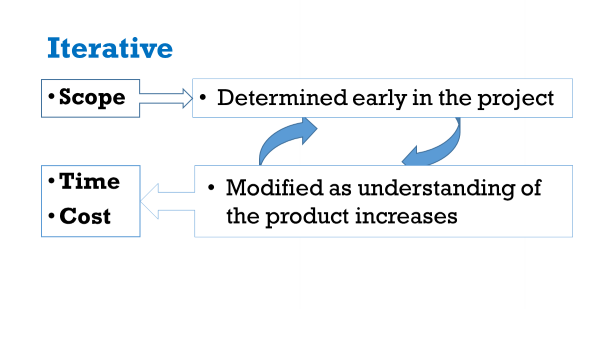 Iterative
• Scope
• Determined early in the project
• Time
• Cost
• Modified as understanding of
the product increases